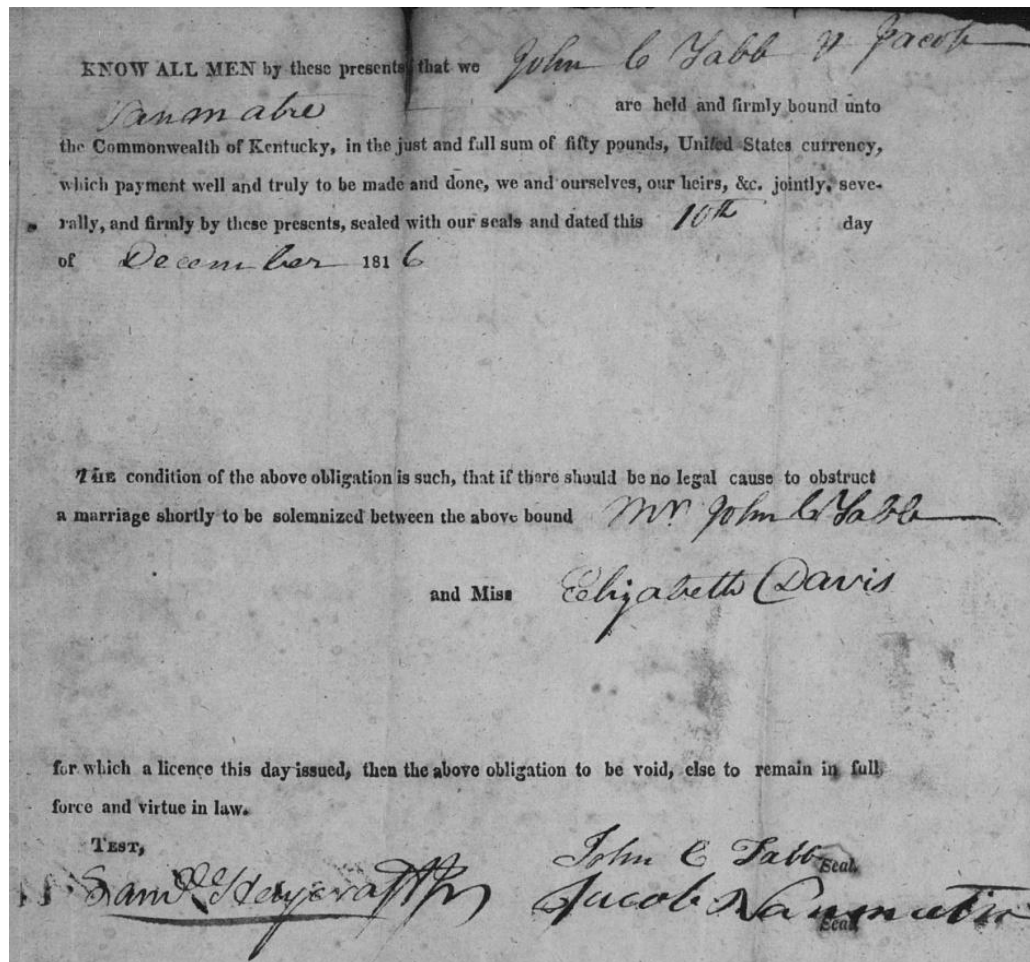 KNOW ALL MEN by these presents that we John C Tabb & Jacob
Vanmatre are held and firmly bound unto
the Commonwealth of Kentucky, in the just and full sum of fifty pounds, United States currency,
which payment well and truly to be made and done, we and ourselves, our heirs, &c. jointly, seve-
rally, and firmly by these presents, sealed with our seals and dated this 10th day
of December 1816
THE condition of the above obligation is such, that if there should be no legal cause to obstruct
a marriage shortly to be solemnized between the above bound Mr John C Tabb
and Miss Elizabeth Davis
for which a licence this day issued, then the above obligation to be void, else to remain in full
force and virtue in law.
TEST,
John C Tabb Seal.
Saml Haycraft Jr Jacob Vanmatre
Seal.